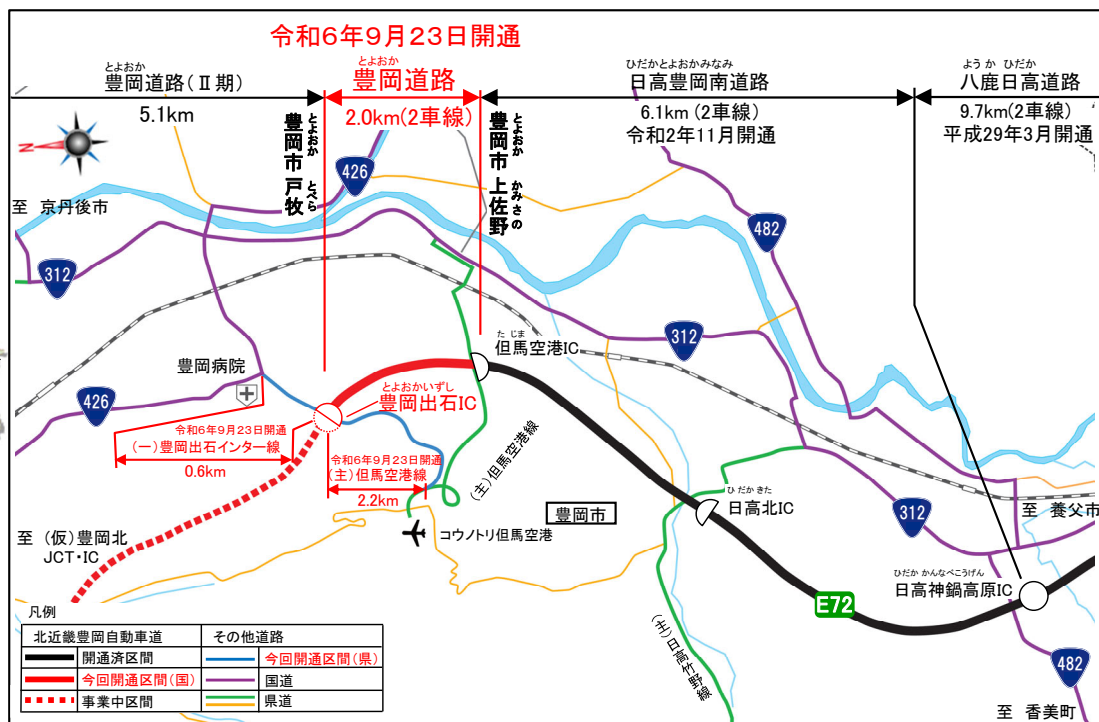 令和6年9月23日開通
とよおか
豊岡道路(Ⅱ期)
5.1km
とよおか
豊岡道路
2.0km(2車線)
ひだかとよおかみなみ
日高豊岡南道路
6.1km(2車線)
令和2年11月開通
ようか ひだか
八鹿日高道路
9.7km(2車線)
平成29年3月開通
N
とよおか とべら
豊岡市 戸牧
とよおか かみさの
豊岡市 上佐野
426
至 京丹後市
312
482
312
たじま
但馬空港IC
豊岡病院
とよおかいずし
豊岡出石IC
426
令和6年9月23日開通
(一)豊岡出石インター線
0.6km
令和6年9月23日開通
(主)但馬空港線
2.2km
(主)但馬空港線
コウノトリ但馬空港
豊岡市
ひだかきた
日高北IC
312
至 養父市
至 (仮)豊岡北
JCT・IC
ひだか かんなべこうげん
日高神鍋高原IC
E72
(主)日高竹野線
482
至 香美町
凡例
北近畿豊岡自動車道
その他道路
開通済区間
今回開通区間(県)
今回開通区間(国)
国道
事業中区間
県道